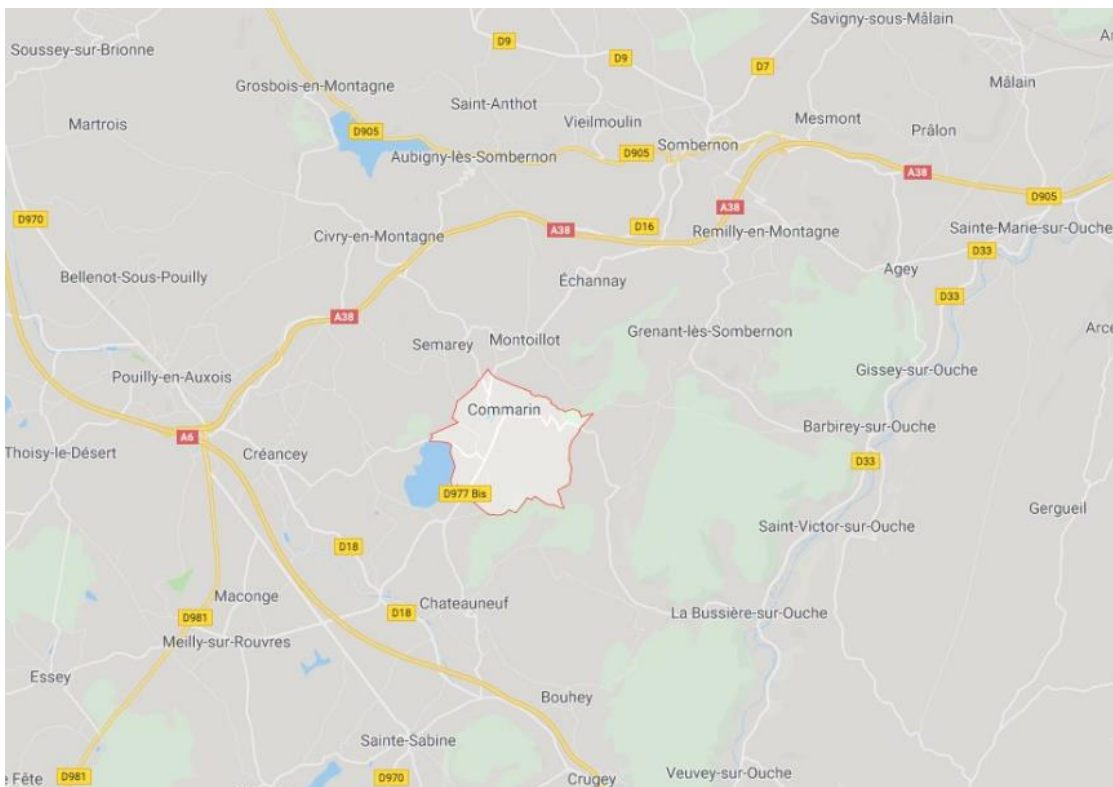 Savigny-sous-Mâlain
Soussey-sur-Brionne
D9
D9
D7
Mâlain
Grosbois-en-Montagne
Saint-Anthot
Vieilmoulin
Mesmont
Martrois
D905
Prâlon
Sombernon
D905
Aubigny-lès-Sombernon
A38
D905
D970
A38
D16
A38
Remilly-en-Montagne
Sainte-Marie-sur-Ouche
Civry-en-Montagne
D33
Bellenot-Sous-Pouilly
Échannay
Agey
D33
A38
Grenant-lès-Sombernon
Semarey
Montoillot
Pouilly-en-Auxois
Gissey-sur-Ouche
Commarin
Barbirey-sur-Ouche
A6
Thoisy-le-Désert
Créancey
D33
D977 Bis
Gergueil
Saint-Victor-sur-Ouche
D18
Maconge
Chateauneuf
D18
La Bussière-sur-Ouche
D981
Meilly-sur-Rouvres
Essey
Bouhey
Sainte-Sabine
Fête
D981
D970
Crugey
Veuvey-sur-Ouche